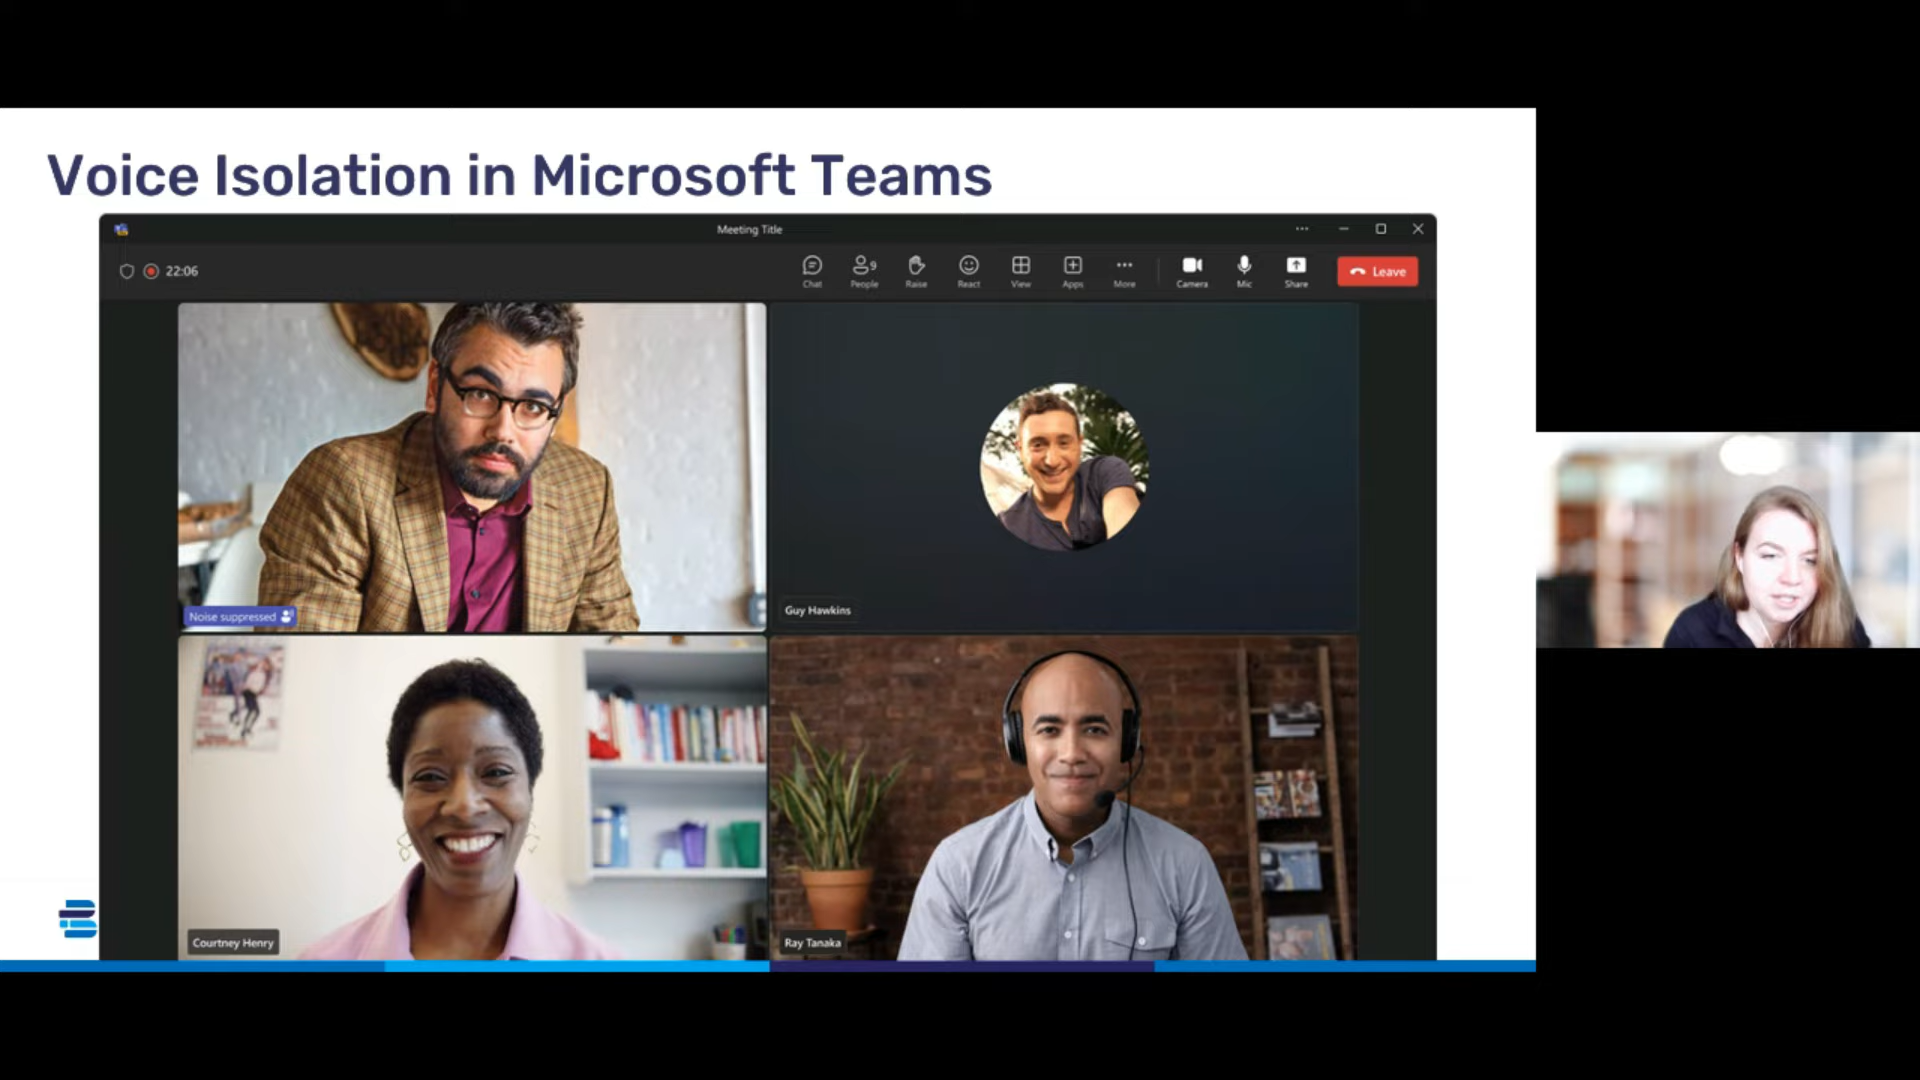 Voice Isolation in Microsoft Teams
Meeting Title
22:06
Chat
People
9
Raise
React
View
Apps
More
Camera
Mic
Share
Leave
Noise suppressed
Guy Hawkins
Courtney Henry
Ray Tanaka